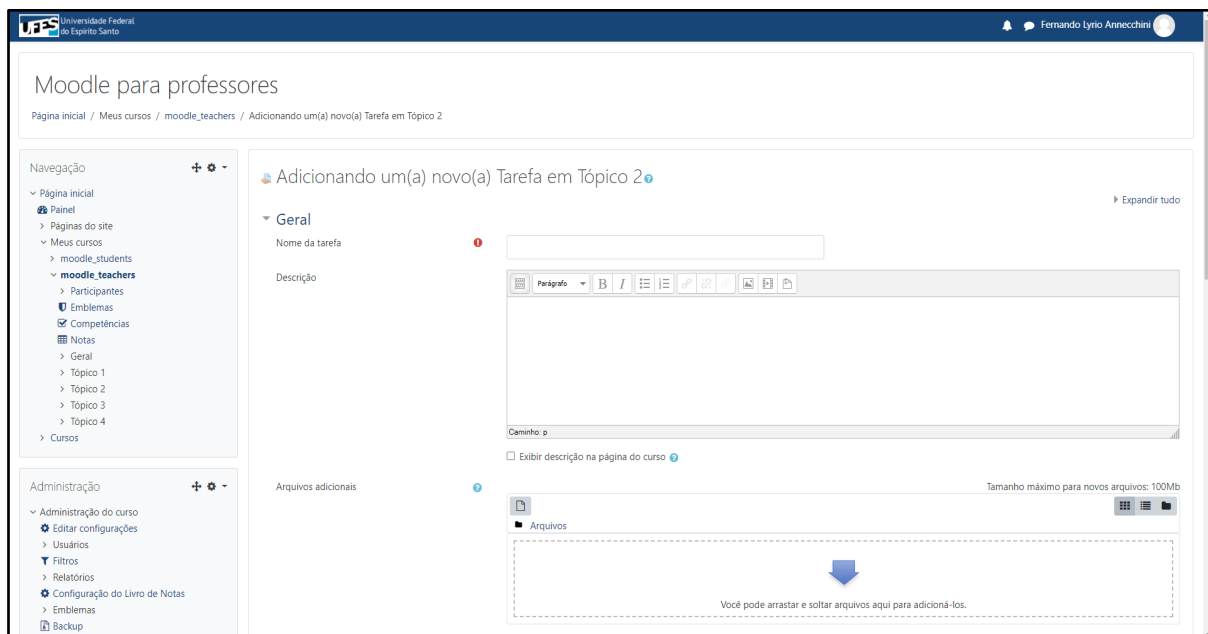 UFES
Universidade Federal
do Espirito Santo
Fernando Lyrio Annecchini
Moodle para professores
Página inicial / Meus cursos / moodle_teachers / Adicionando um(a) novo(a) Tarefa em Tópico 2
Navegação
Página inicial
Painel
Páginas do site
Meus cursos
moodle_students
moodle_teachers
Participantes
Emblemas
Competências
Notas
Geral
Tópico 1
Tópico 2
Tópico 3
Tópico 4
Cursos
Administração
Administração do curso
Editar configurações
Usuários
Filtros
Relatórios
Configuração do Livro de Notas
Emblemas
Backup
Adicionando um(a) novo(a) Tarefa em Tópico 2
Expandir tudo
Geral
Nome da tarefa
Descrição
Parágrafo B I
Caminho: p
Exibir descrição na página do curso
Arquivos adicionais
Tamanho máximo para novos arquivos: 100Mb
Arquivos
Você pode arrastar e soltar arquivos aqui para adicioná-los.